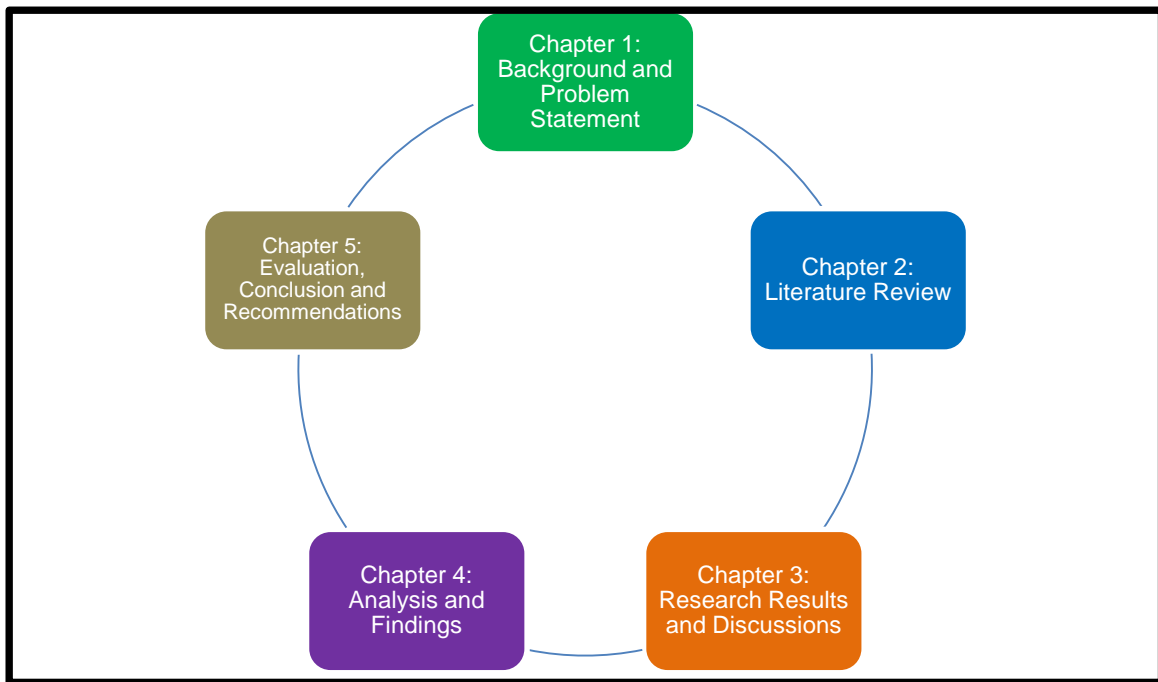 Chapter 1:
Background and
Problem
Statement
Chapter 2:
Literature Review
Chapter 3:
Research Results
and Discussions
Chapter 4:
Analysis and
Findings
Chapter 5:
Evaluation,
Conclusion and
Recommendations